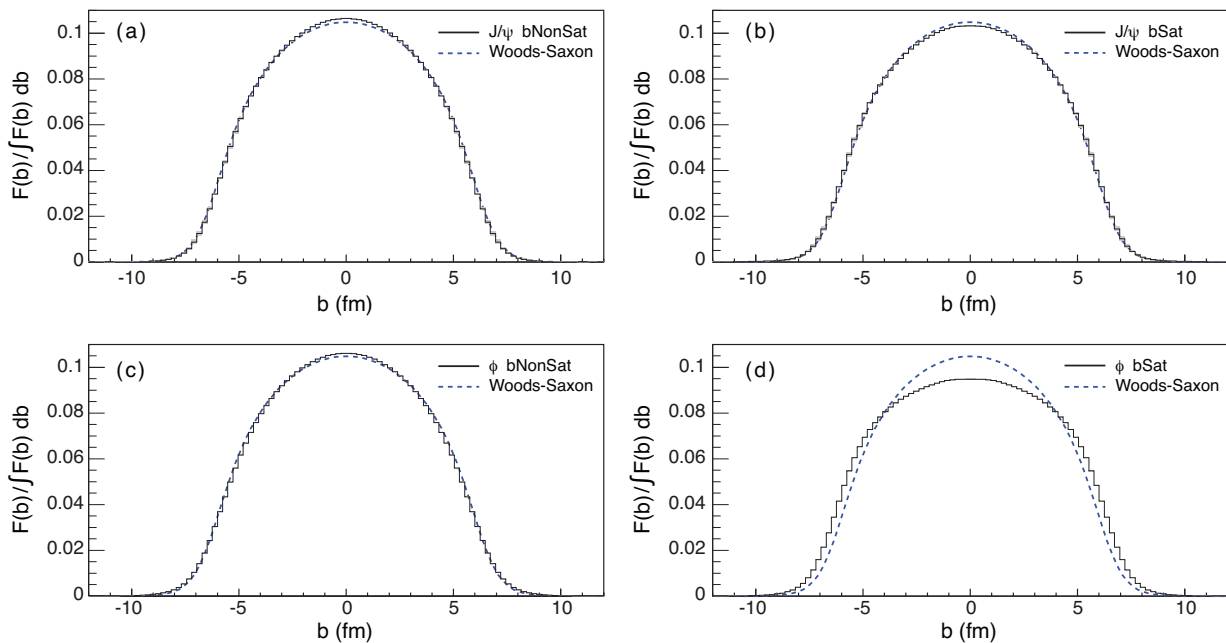 (a)
J/ψ bNonSat
Woods-Saxon
F(b)/∫F(b) db
0.1
0.08
0.06
0.04
0.02
0
-10 -5 0 5 10
b (fm)
(b)
J/ψ bSat
Woods-Saxon
F(b)/∫F(b) db
0.1
0.08
0.06
0.04
0.02
0
-10 -5 0 5 10
b (fm)
(c)
ϕ bNonSat
Woods-Saxon
F(b)/∫F(b) db
0.1
0.08
0.06
0.04
0.02
0
-10 -5 0 5 10
b (fm)
(d)
ϕ bSat
Woods-Saxon
F(b)/∫F(b) db
0.1
0.08
0.06
0.04
0.02
0
-10 -5 0 5 10
b (fm)